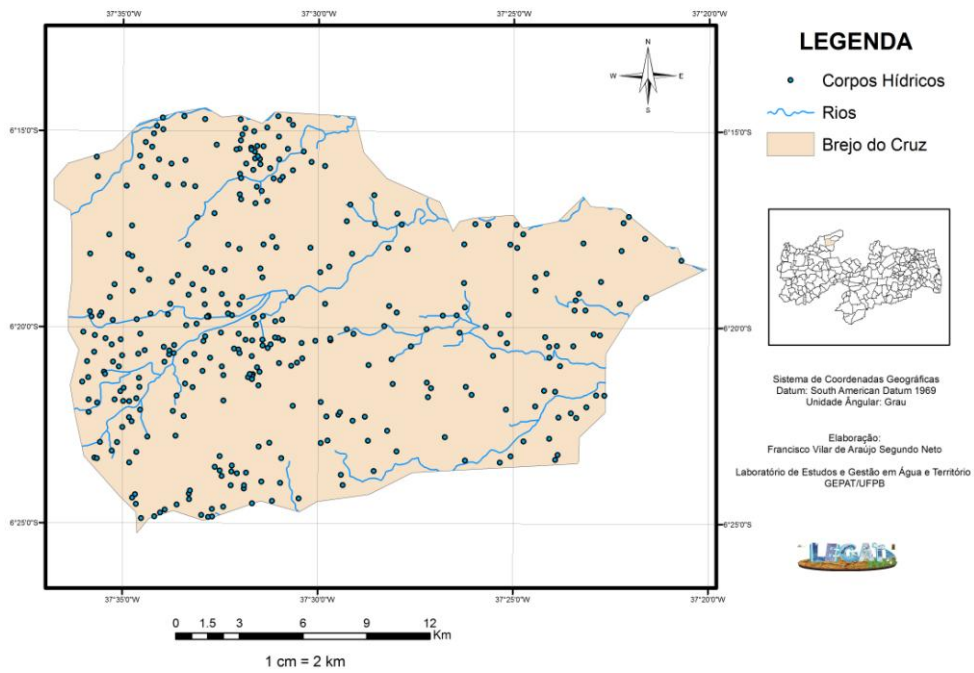 37°35'0"W 37°30'0"W 37°25'0"W 37°20'0"W
LEGENDA
N
W E
S
Corpos Hídricos
Rios
Brejo do Cruz
6°15'0"S 6°15'0"S
6°20'0"S 6°20'0"S
6°25'0"S 6°25'0"S
37°35'0"W 37°30'0"W 37°25'0"W 37°20'0"W
Sistema de Coordenadas Geográficas
Datum: South American Datum 1969
Unidade Ângular: Grau
Elaboração:
Francisco Vilar de Araújo Segundo Neto
Laboratório de Estudos e Gestão em Água e Território
GEPAT/UFPB
LEGAT
0 1.5 3 6 9 12
Km
1 cm = 2 km